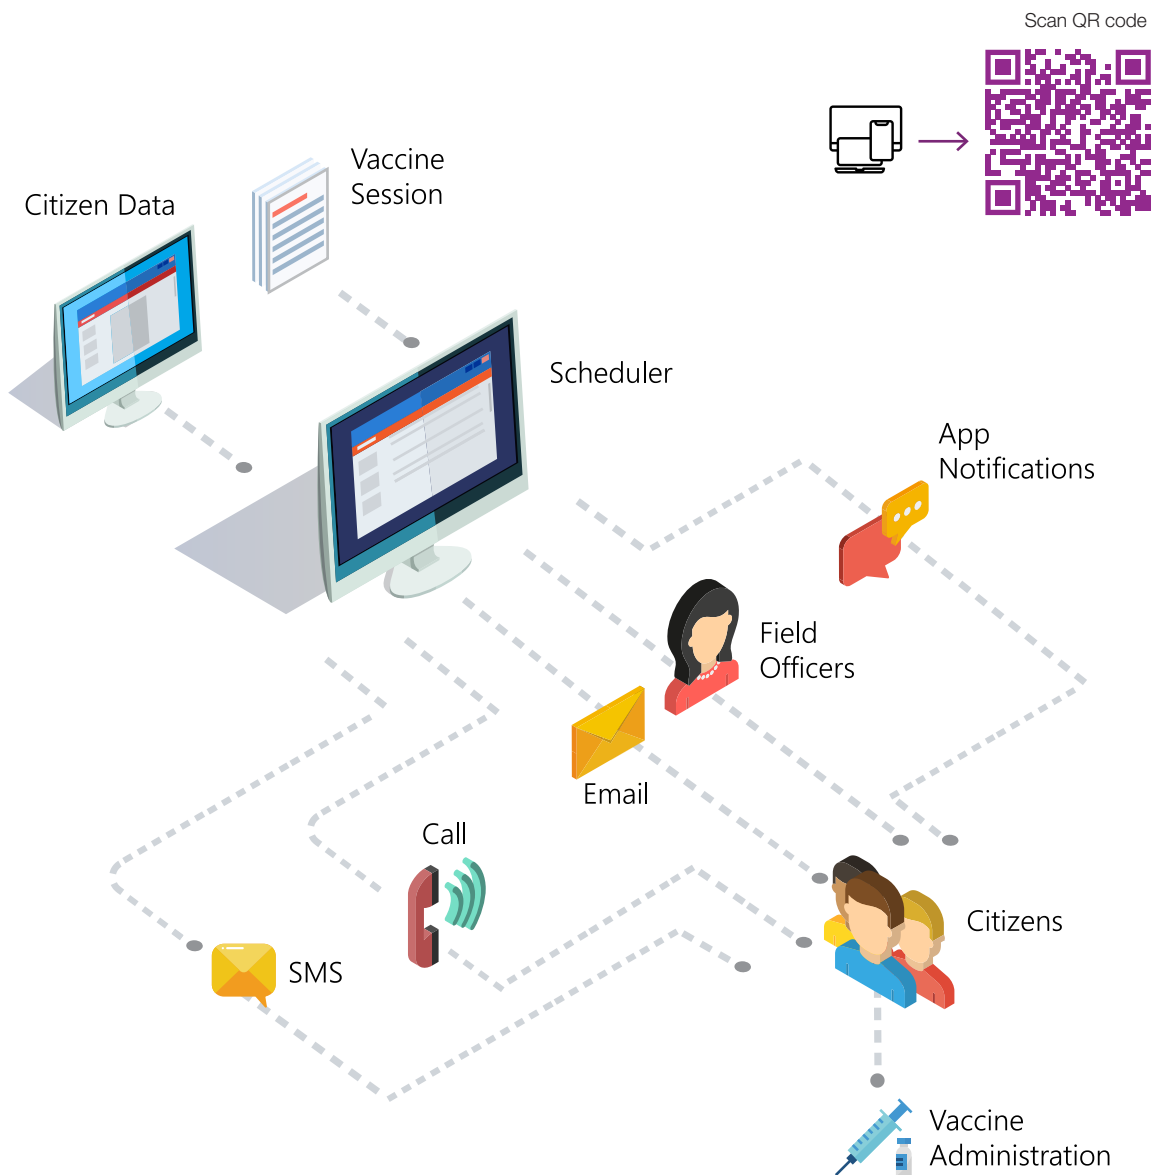 Scan QR code
Vaccine
Session
Citizen Data
Scheduler
App
Notifications
Field
Officers
Email
Call
Citizens
SMS
Vaccine
Administration